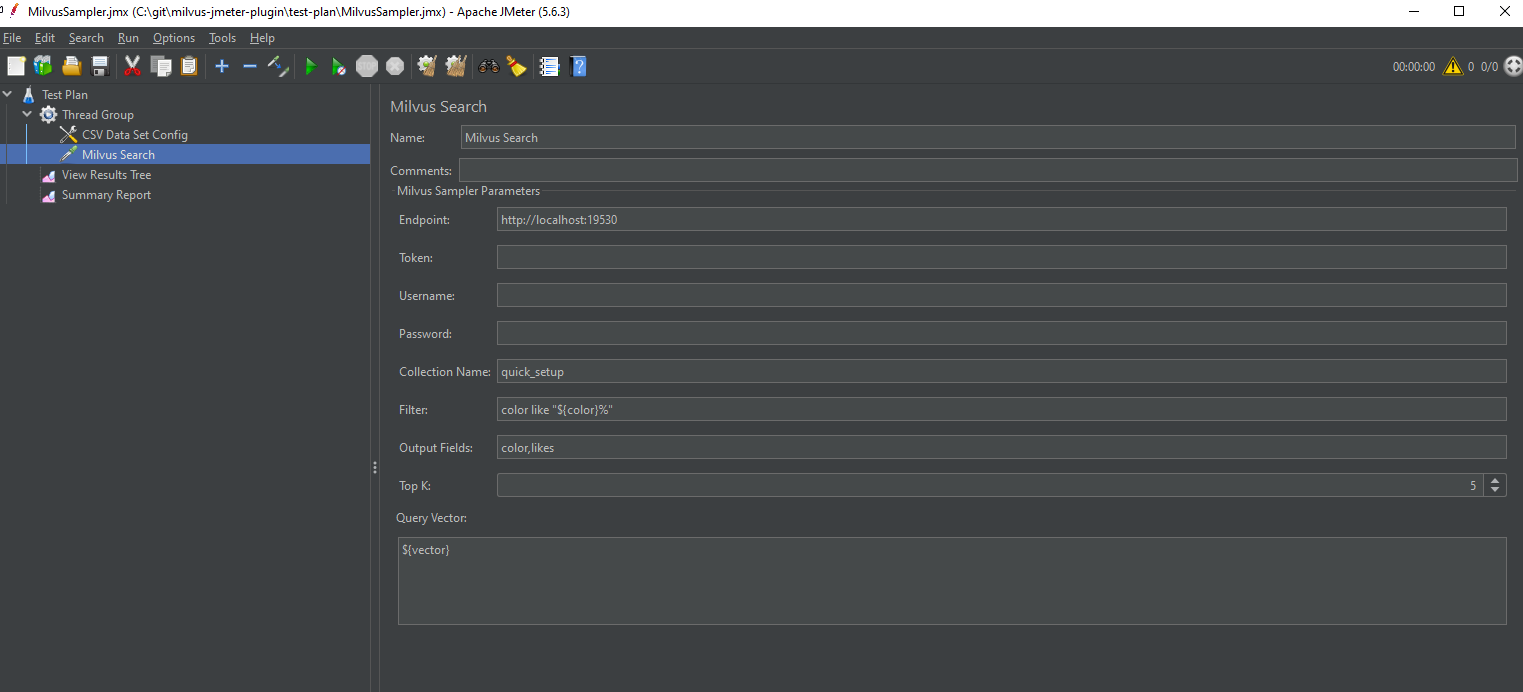 MilvusSampler.jmx (C:\git\milvus-jmeter-plugin\test-plan\MilvusSampler.jmx) - Apache JMeter (5.6.3)
File Edit Search Run Options Tools Help
STOP 00:00:00 0 0/0
Test Plan
Thread Group
CSV Data Set Config
Milvus Search
View Results Tree
Summary Report
Milvus Search
Name: Milvus Search
Comments:
Milvus Sampler Parameters
Endpoint: http://localhost:19530
Token:
Username:
Password:
Collection Name: quick_setup
Filter: color like "${color}%"
Output Fields: color,likes
Top K: 5
Query Vector:
${vector}